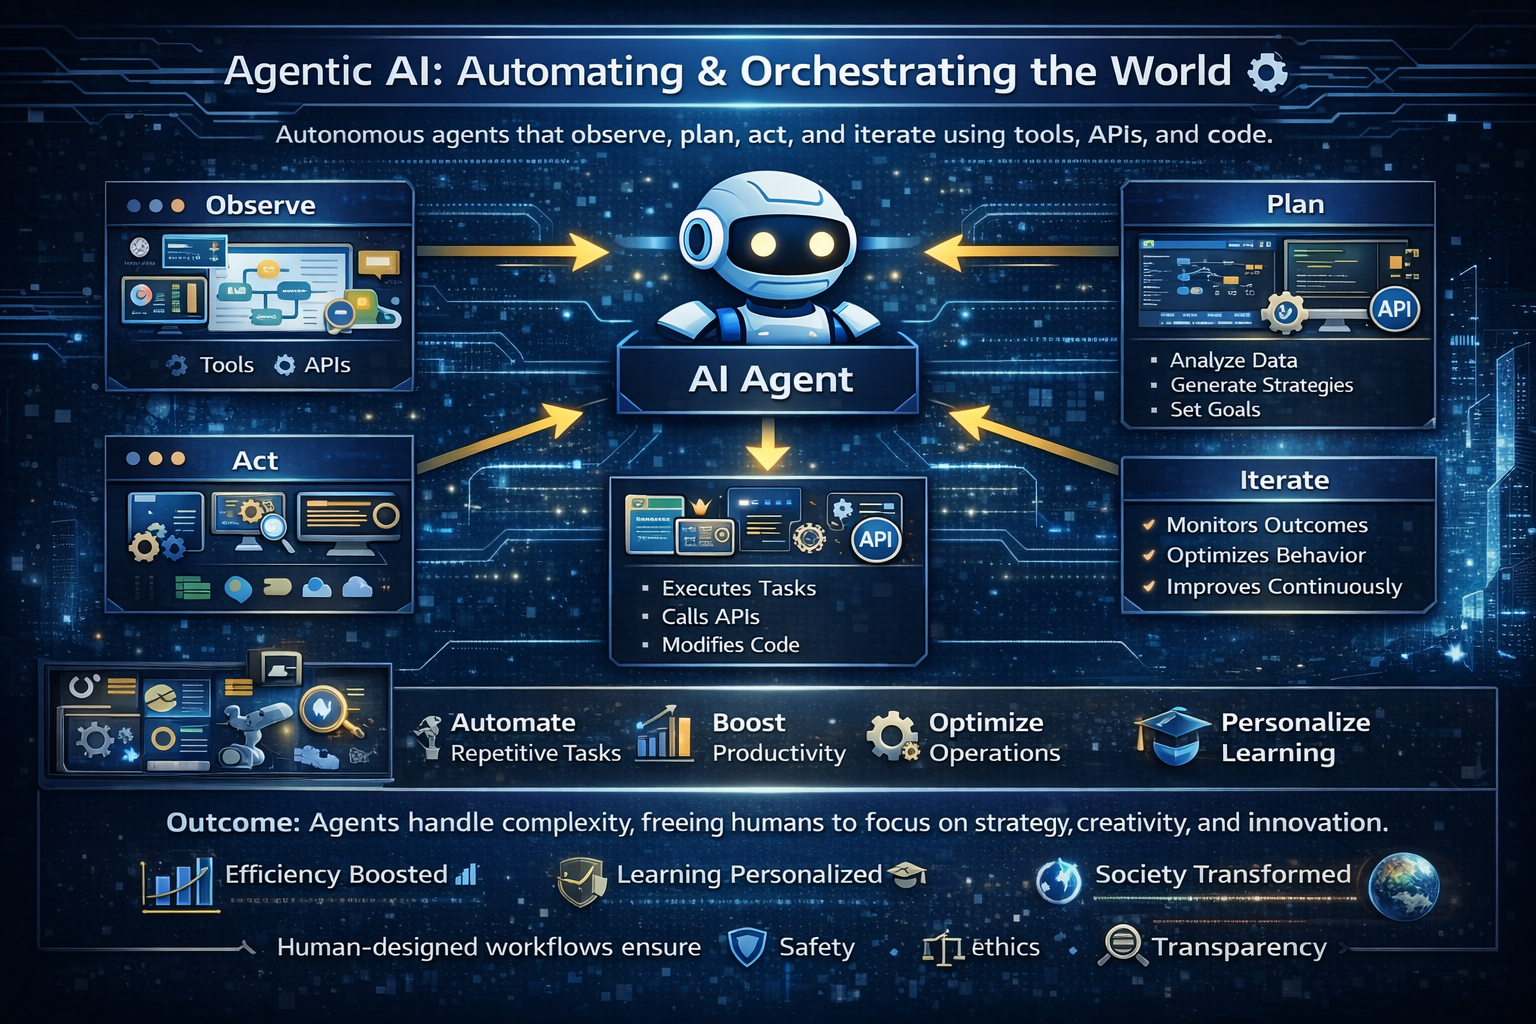 Agentic AI: Automating & Orchestrating the World
Autonomous agents that observe, plan, act, and iterate using tools, APIs, and code.
Observe
Tools
APIs
Plan
API
Analyze Data
Generate Strategies
Set Goals
AI Agent
Act
API
Executes Tasks
Calls APIs
Modifies Code
Iterate
Monitors Outcomes
Optimizes Behavior
Improves Continuously
Automate
Repetitive Tasks
Boost
Productivity
Optimize
Operations
Personalize
Learning
Outcome: Agents handle complexity, freeing humans to focus on strategy, creativity, and innovation.
Efficiency Boosted
Learning Personalized
Society Transformed
Human-designed workflows ensure
Safety
ethics
Transparency